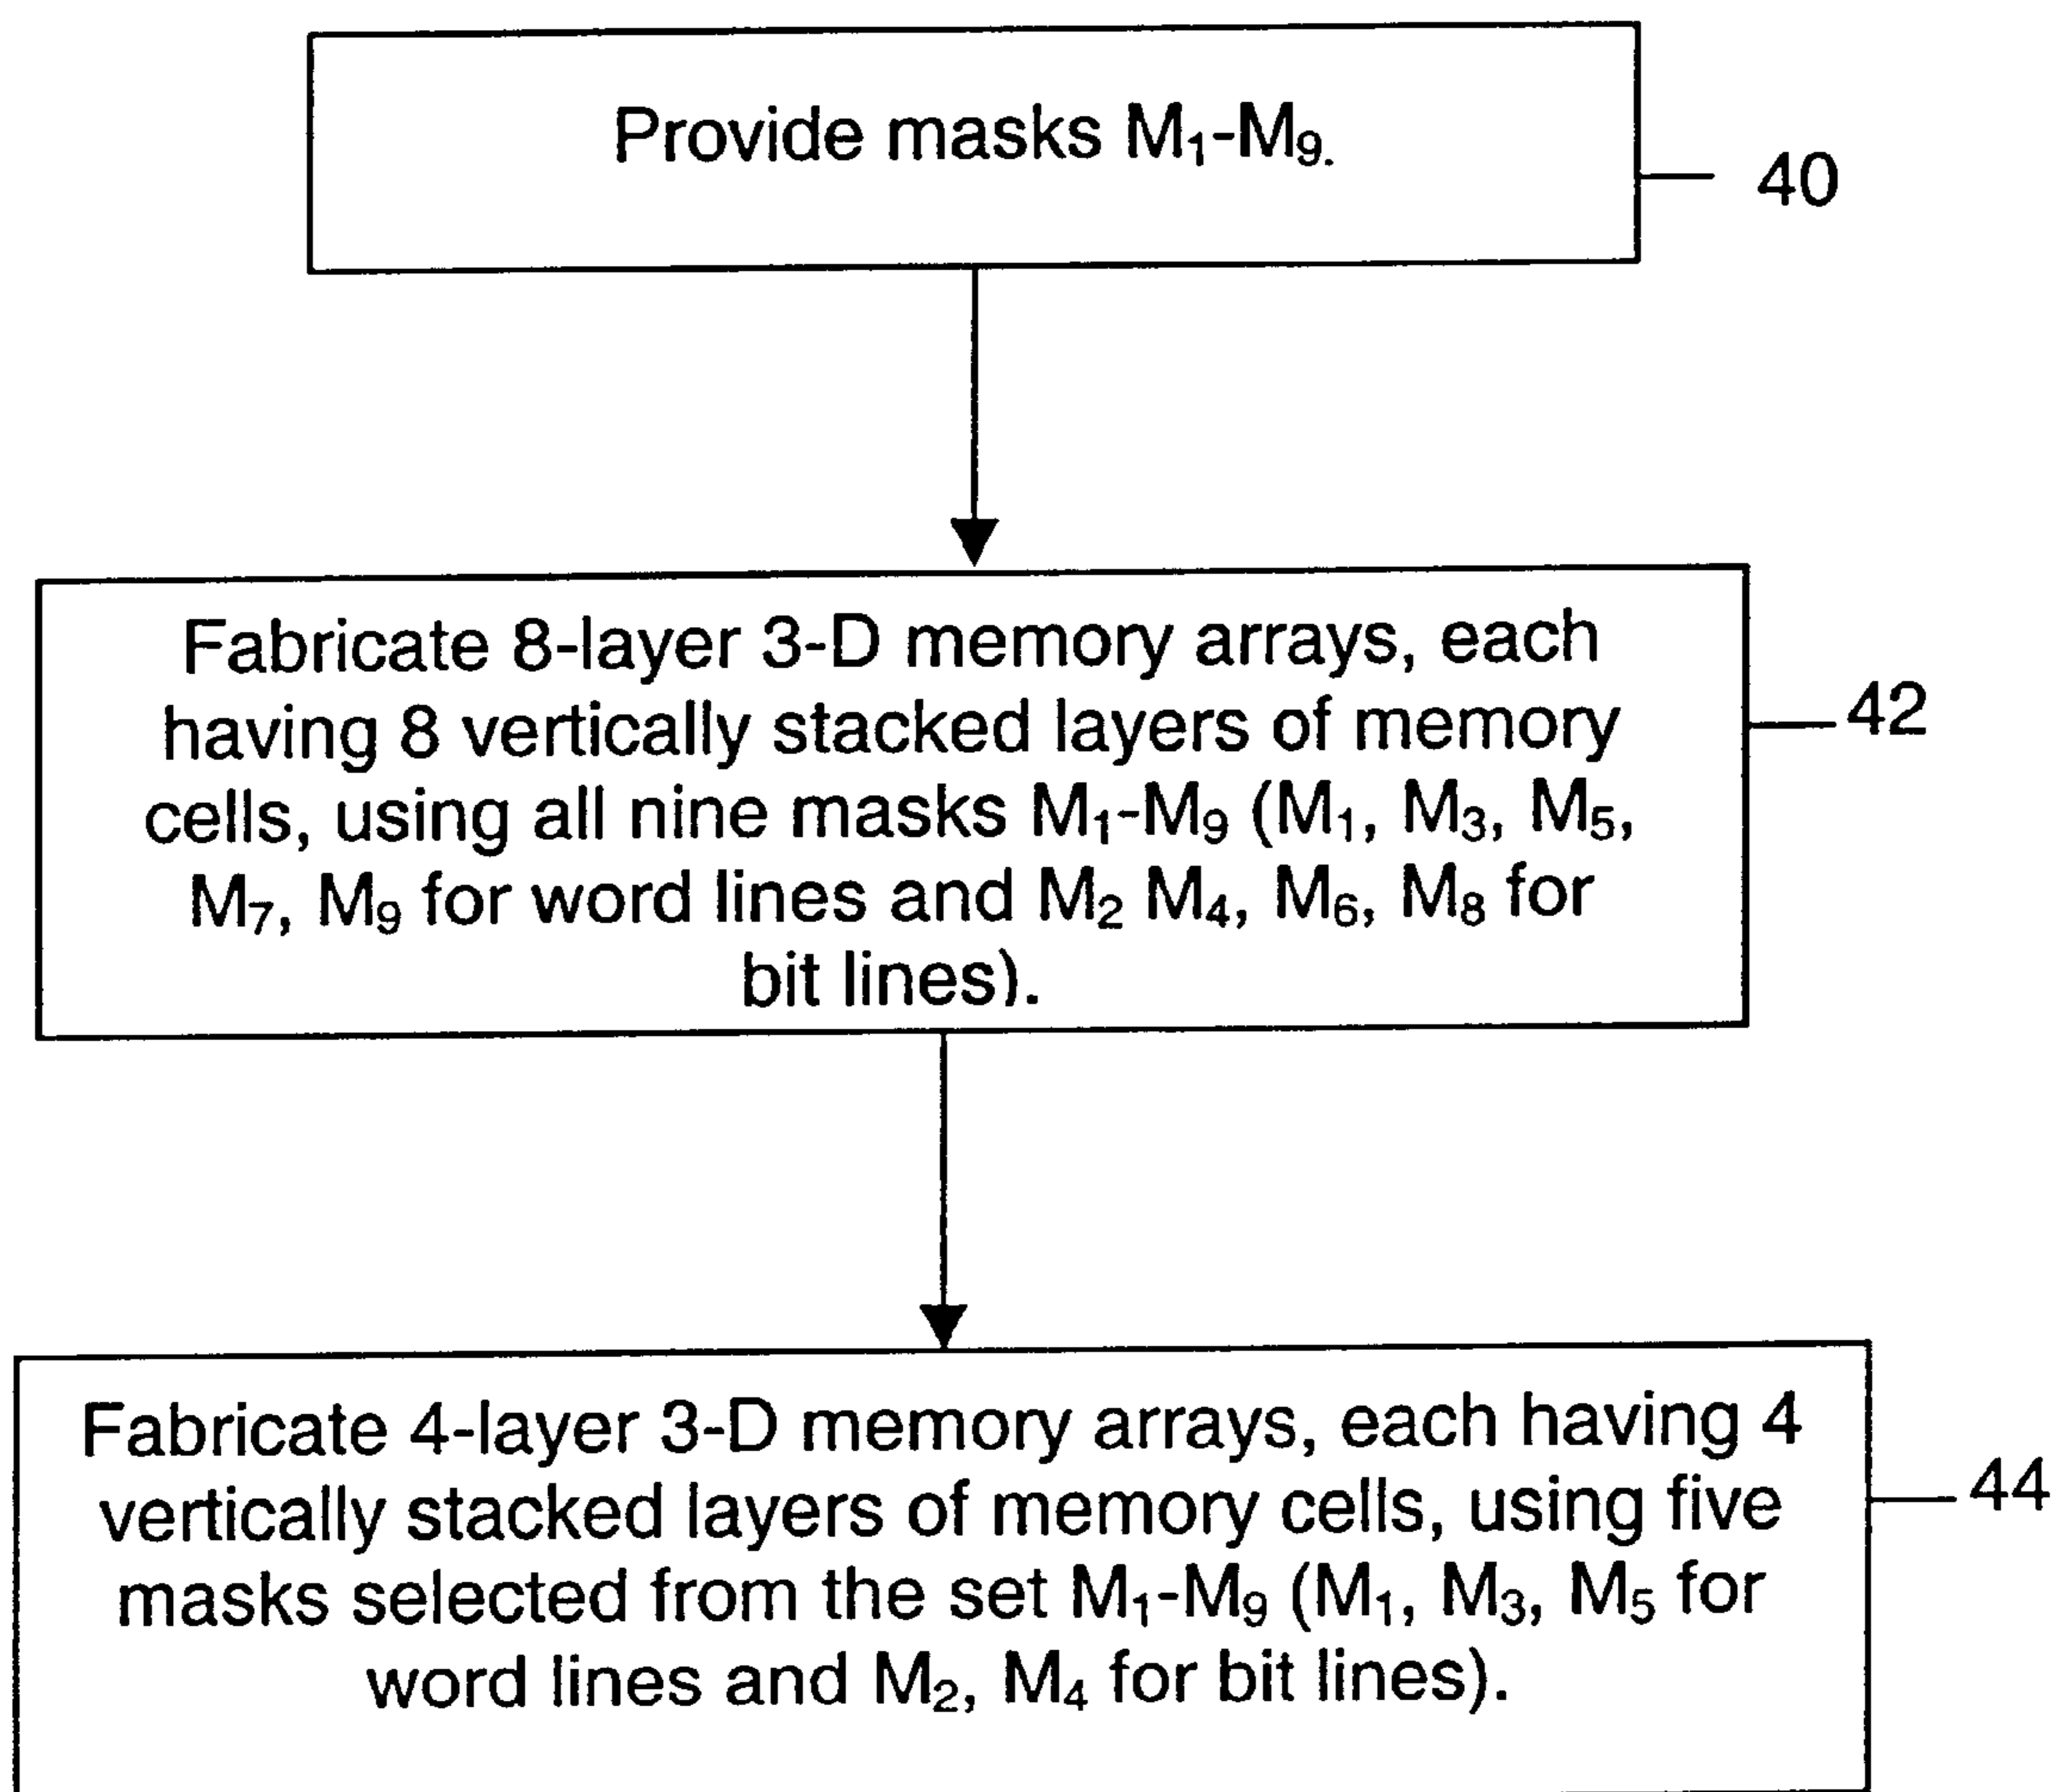 Provide masks M₁-M₉.
40
Fabricate 8-layer 3-D memory arrays, each
having 8 vertically stacked layers of memory
cells, using all nine masks M₁-M₉ (M₁, M₃, M₅,
M₇, M₉ for word lines and M₂ M₄, M₆, M₈ for
bit lines).
42
Fabricate 4-layer 3-D memory arrays, each having 4
vertically stacked layers of memory cells, using five
masks selected from the set M₁-M₉ (M₁, M₃, M₅ for
word lines and M₂, M₄ for bit lines).
44